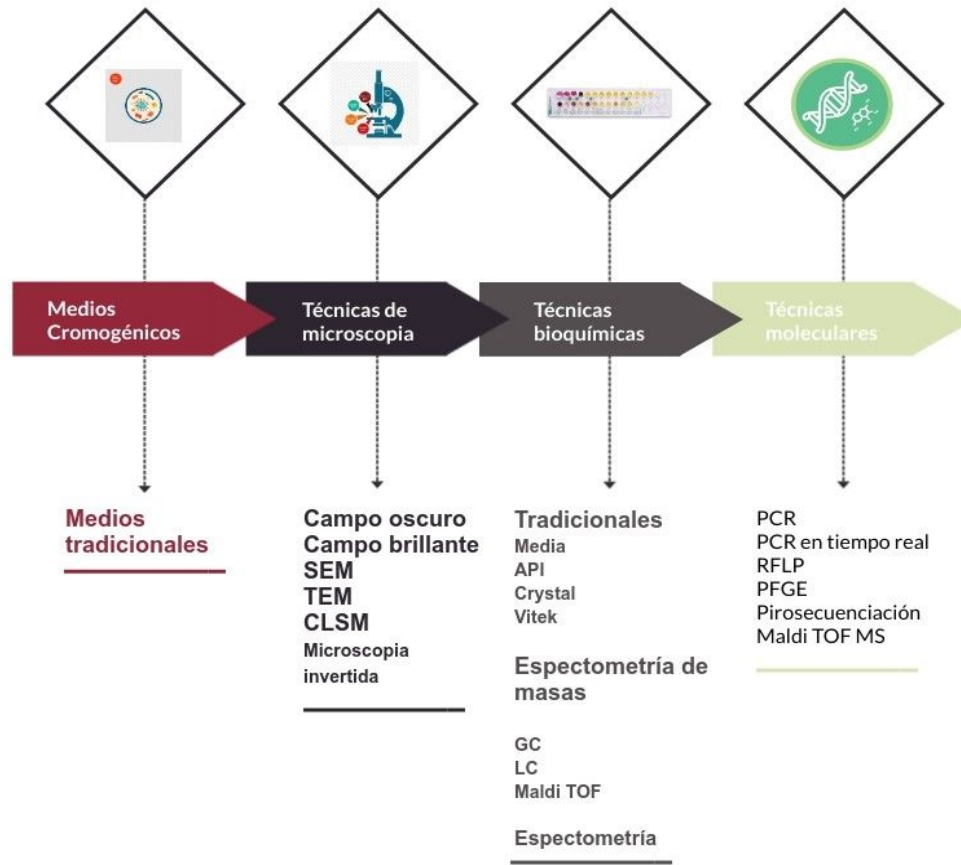 Medios
Cromogénicos
Técnicas de
microscopia
Técnicas
bioquímicas
Técnicas
moleculares
Medios
tradicionales
Campo oscuro
Campo brillante
SEM
TEM
CLSM
Microscopia
invertida
Tradicionales
Media
API
Crystal
Vitek
Espectometría de
masas
GC
LC
Maldi TOF
Espectometría
PCR
PCR en tiempo real
RFLP
PFGE
Pirosecuenciación
Maldi TOF MS